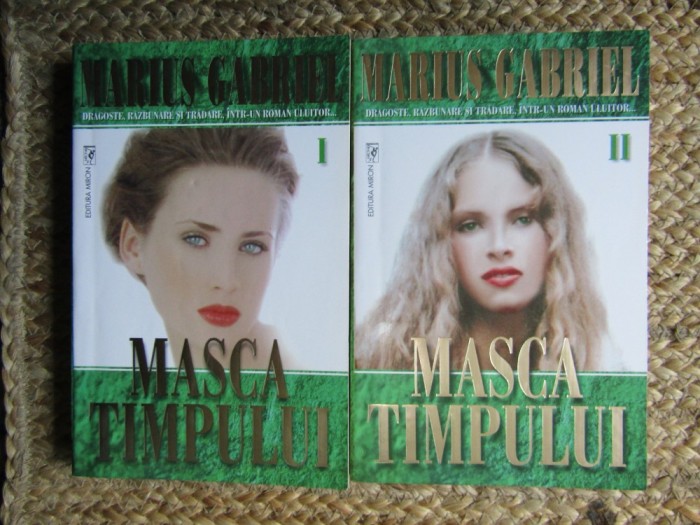 MARIUS GABRIEL
DRAGOSTE, RAZBUNARE SI TRADARE, INTR-UN ROMAN ULUITOR...
I
EDITURA MIRON
MASCA
TIMPULUI
MARIUS GABRIEL
DRAGOSTE, RAZBUNARE SI TRADARE, INTR-UN ROMAN ULUITOR...
II
EDITURA MIRON
MASCA
TIMPULUI